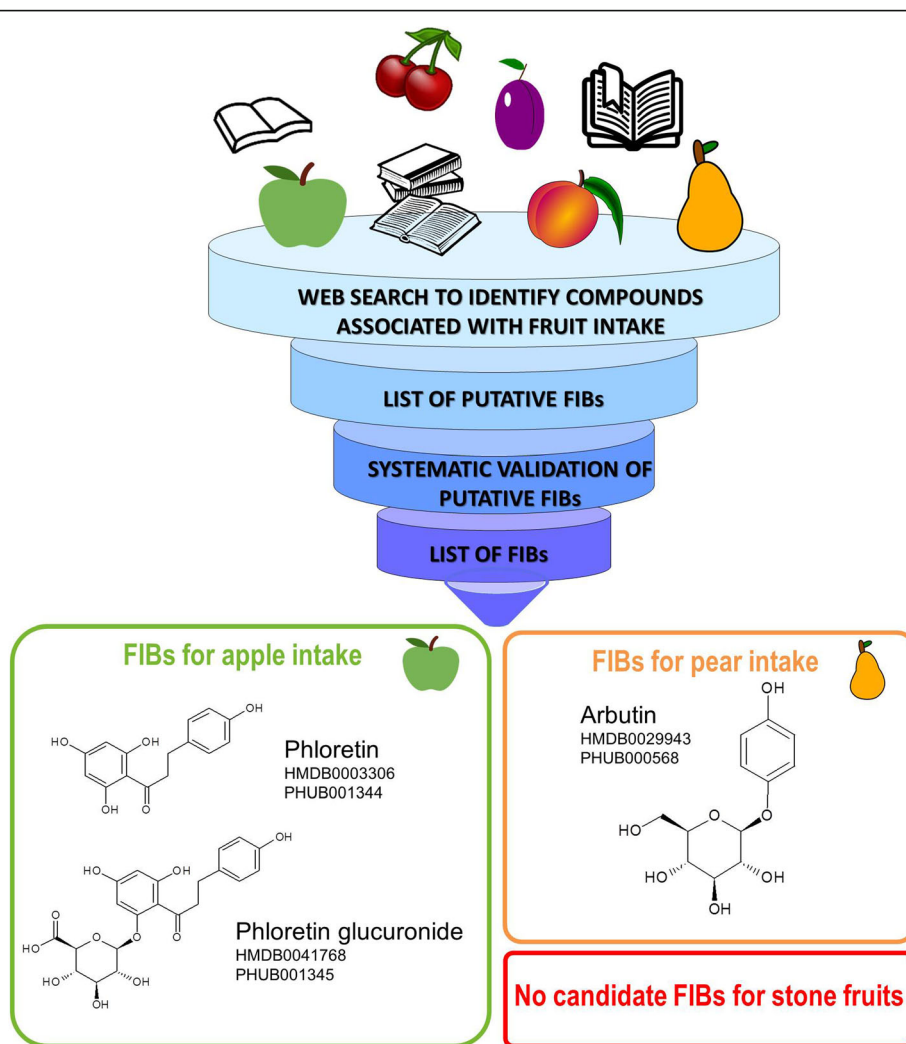 WEB SEARCH TO IDENTIFY COMPOUNDS
ASSOCIATED WITH FRUIT INTAKE
LIST OF PUTATIVE FIBs
SYSTEMATIC VALIDATION OF
PUTATIVE FIBs
LIST OF FIBs
FIBs for apple intake
OH
HO
OH
OH
O
Phloretin
HMDB0003306
PHUB001344
OH
HO
OH
O
O
O
HO
O
HO
OH
OH
Phloretin glucuronide
HMDB0041768
PHUB001345
FIBs for pear intake
OH
Arbutin
HMDB0029943
PHUB000568
O
O
HO
HO
OH
OH
No candidate FIBs for stone fruits